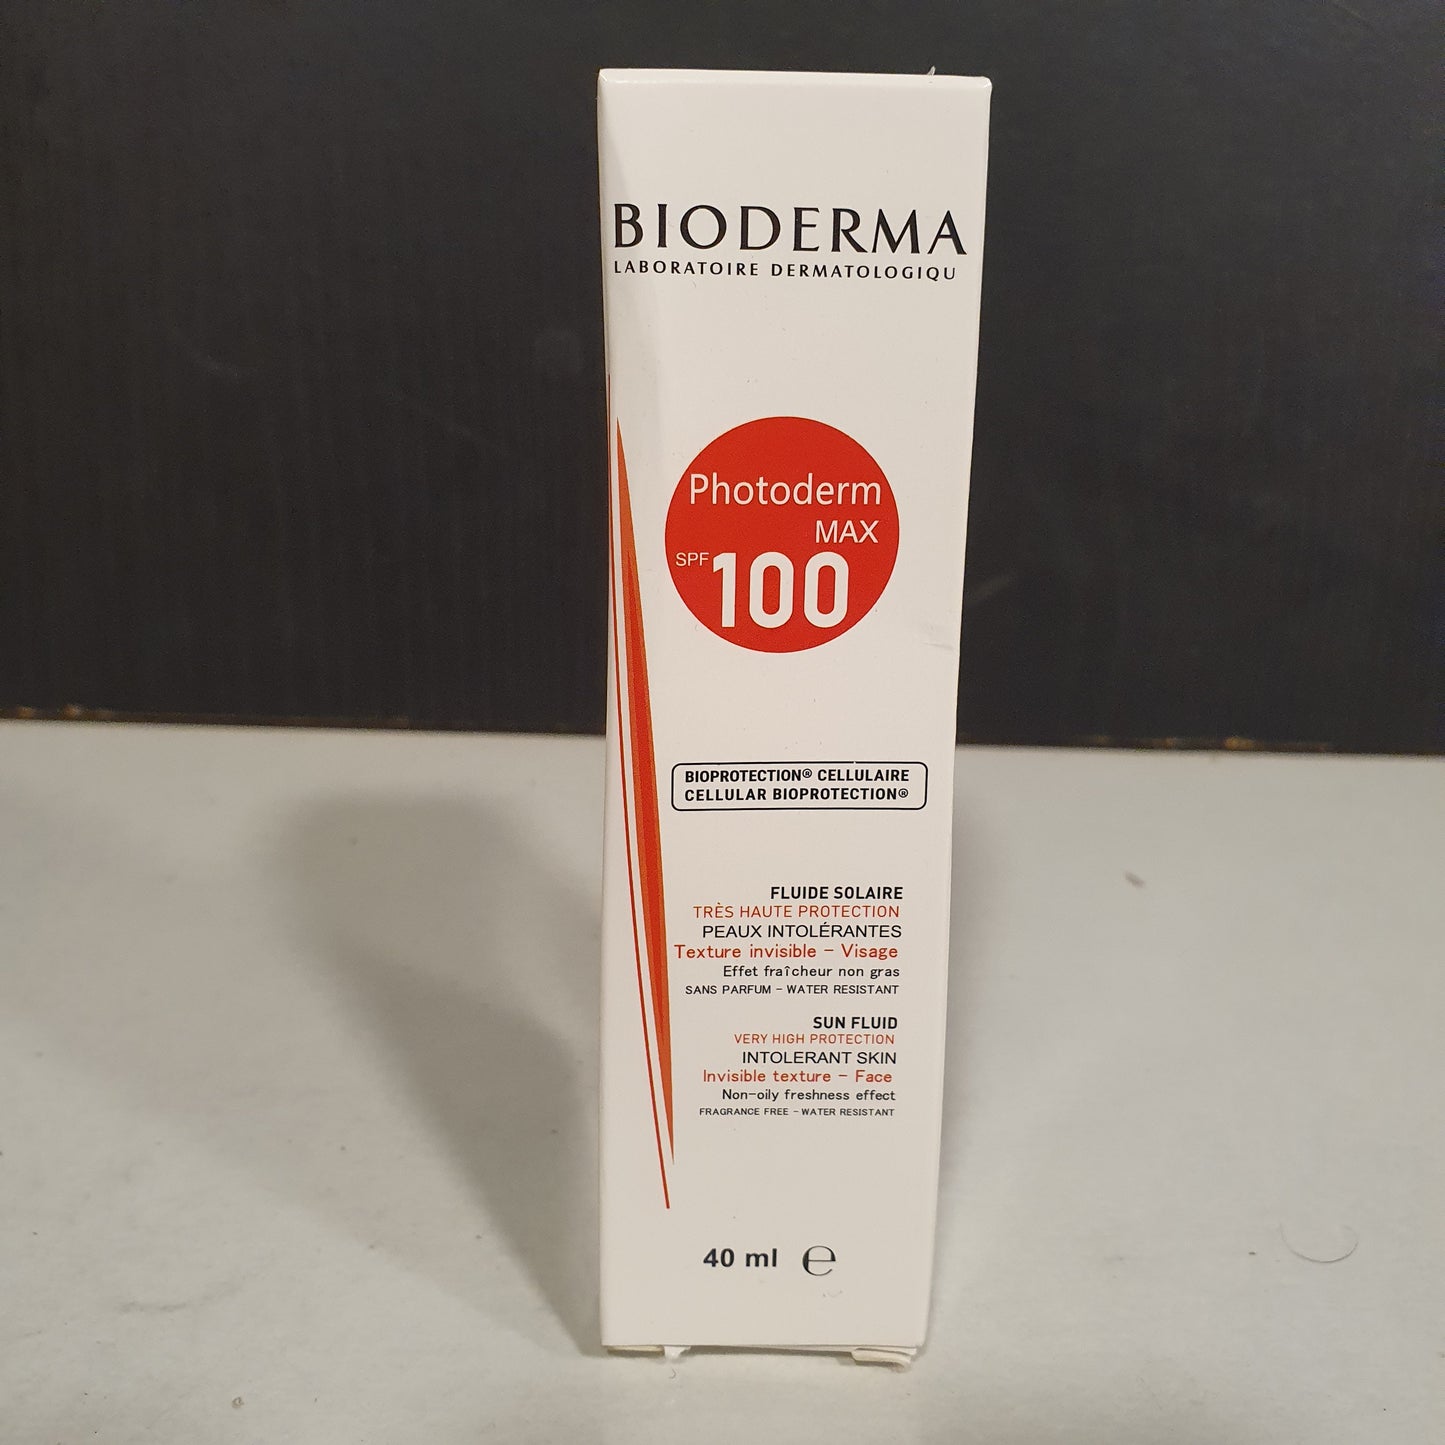 BIODERMA
LABORATOIRE DERMATOLOGIQU
Photoderm
MAX
SPF 100
BIOPROTECTION® CELLULAIRE
CELLULAR BIOPROTECTION®
FLUIDE SOLAIRE
TRÈS HAUTE PROTECTION
PEAUX INTOLÉRANTES
Texture invisible – Visage
Effet fraîcheur non gras
SANS PARFUM – WATER RESISTANT
SUN FLUID
VERY HIGH PROTECTION
INTOLERANT SKIN
Invisible texture – Face
Non-oily freshness effect
FRAGRANCE FREE – WATER RESISTANT
40 ml ℮